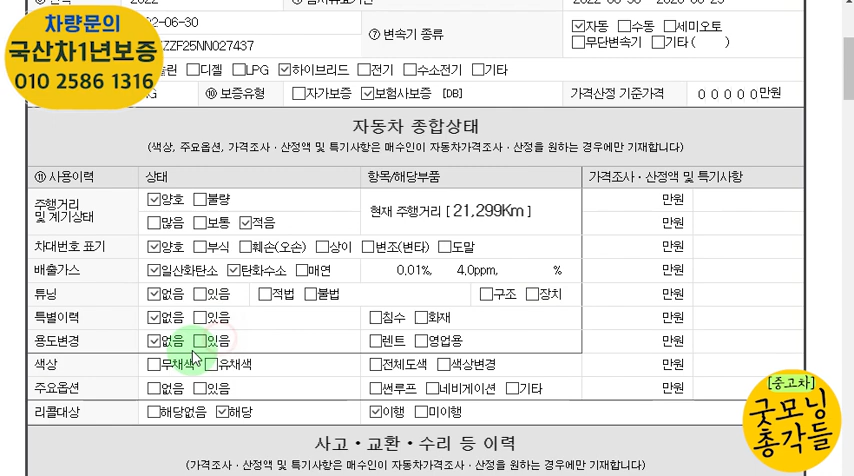 2022-06-30
ZZF25NN027437
⑦ 변속기 종류
자동 수동 세미오토
무단변속기 기타( )
디젤 LPG 하이브리드 전기 수소전기 기타
⑩ 보증유형 자가보증 보험사보증 [DB] 가격산정 기준가격 0 0 0 0 0 만원
자동차 종합상태
(색상, 주요옵션, 가격조사·산정액 및 특기사항은 매수인이 자동차가격조사·산정을 원하는 경우에만 기재합니다)
⑪ 사용이력 상태 항목/해당부품 가격조사·산정액 및 특기사항
주행거리 및 계기상태 양호 불량 현재 주행거리 [ 21,299Km ] 만원
많음 보통 적음 만원
차대번호 표기 양호 부식 훼손(오손) 상이 변조(변타) 도말 만원
배출가스 일산화탄소 탄화수소 매연 0,01%, 4,0ppm, % 만원
튜닝 없음 있음 적법 불법 구조 장치 만원
특별이력 없음 있음 침수 화재 만원
용도변경 없음 있음 렌트 영업용 만원
색상 무채색 유채색 전체도색 색상변경 만원
주요옵션 없음 있음 썬루프 네비게이션 기타 만원
리콜대상 해당없음 해당 이행 미이행
사고·교환·수리 등 이력
(가격조사·산정액 및 특기사항은 매수인이 자동차가격조사·산정을 원하는 경우에만 기재합니다)
차량문의
국산차1년보증
010 2586 1316
[중고차]
굿모닝
총각들